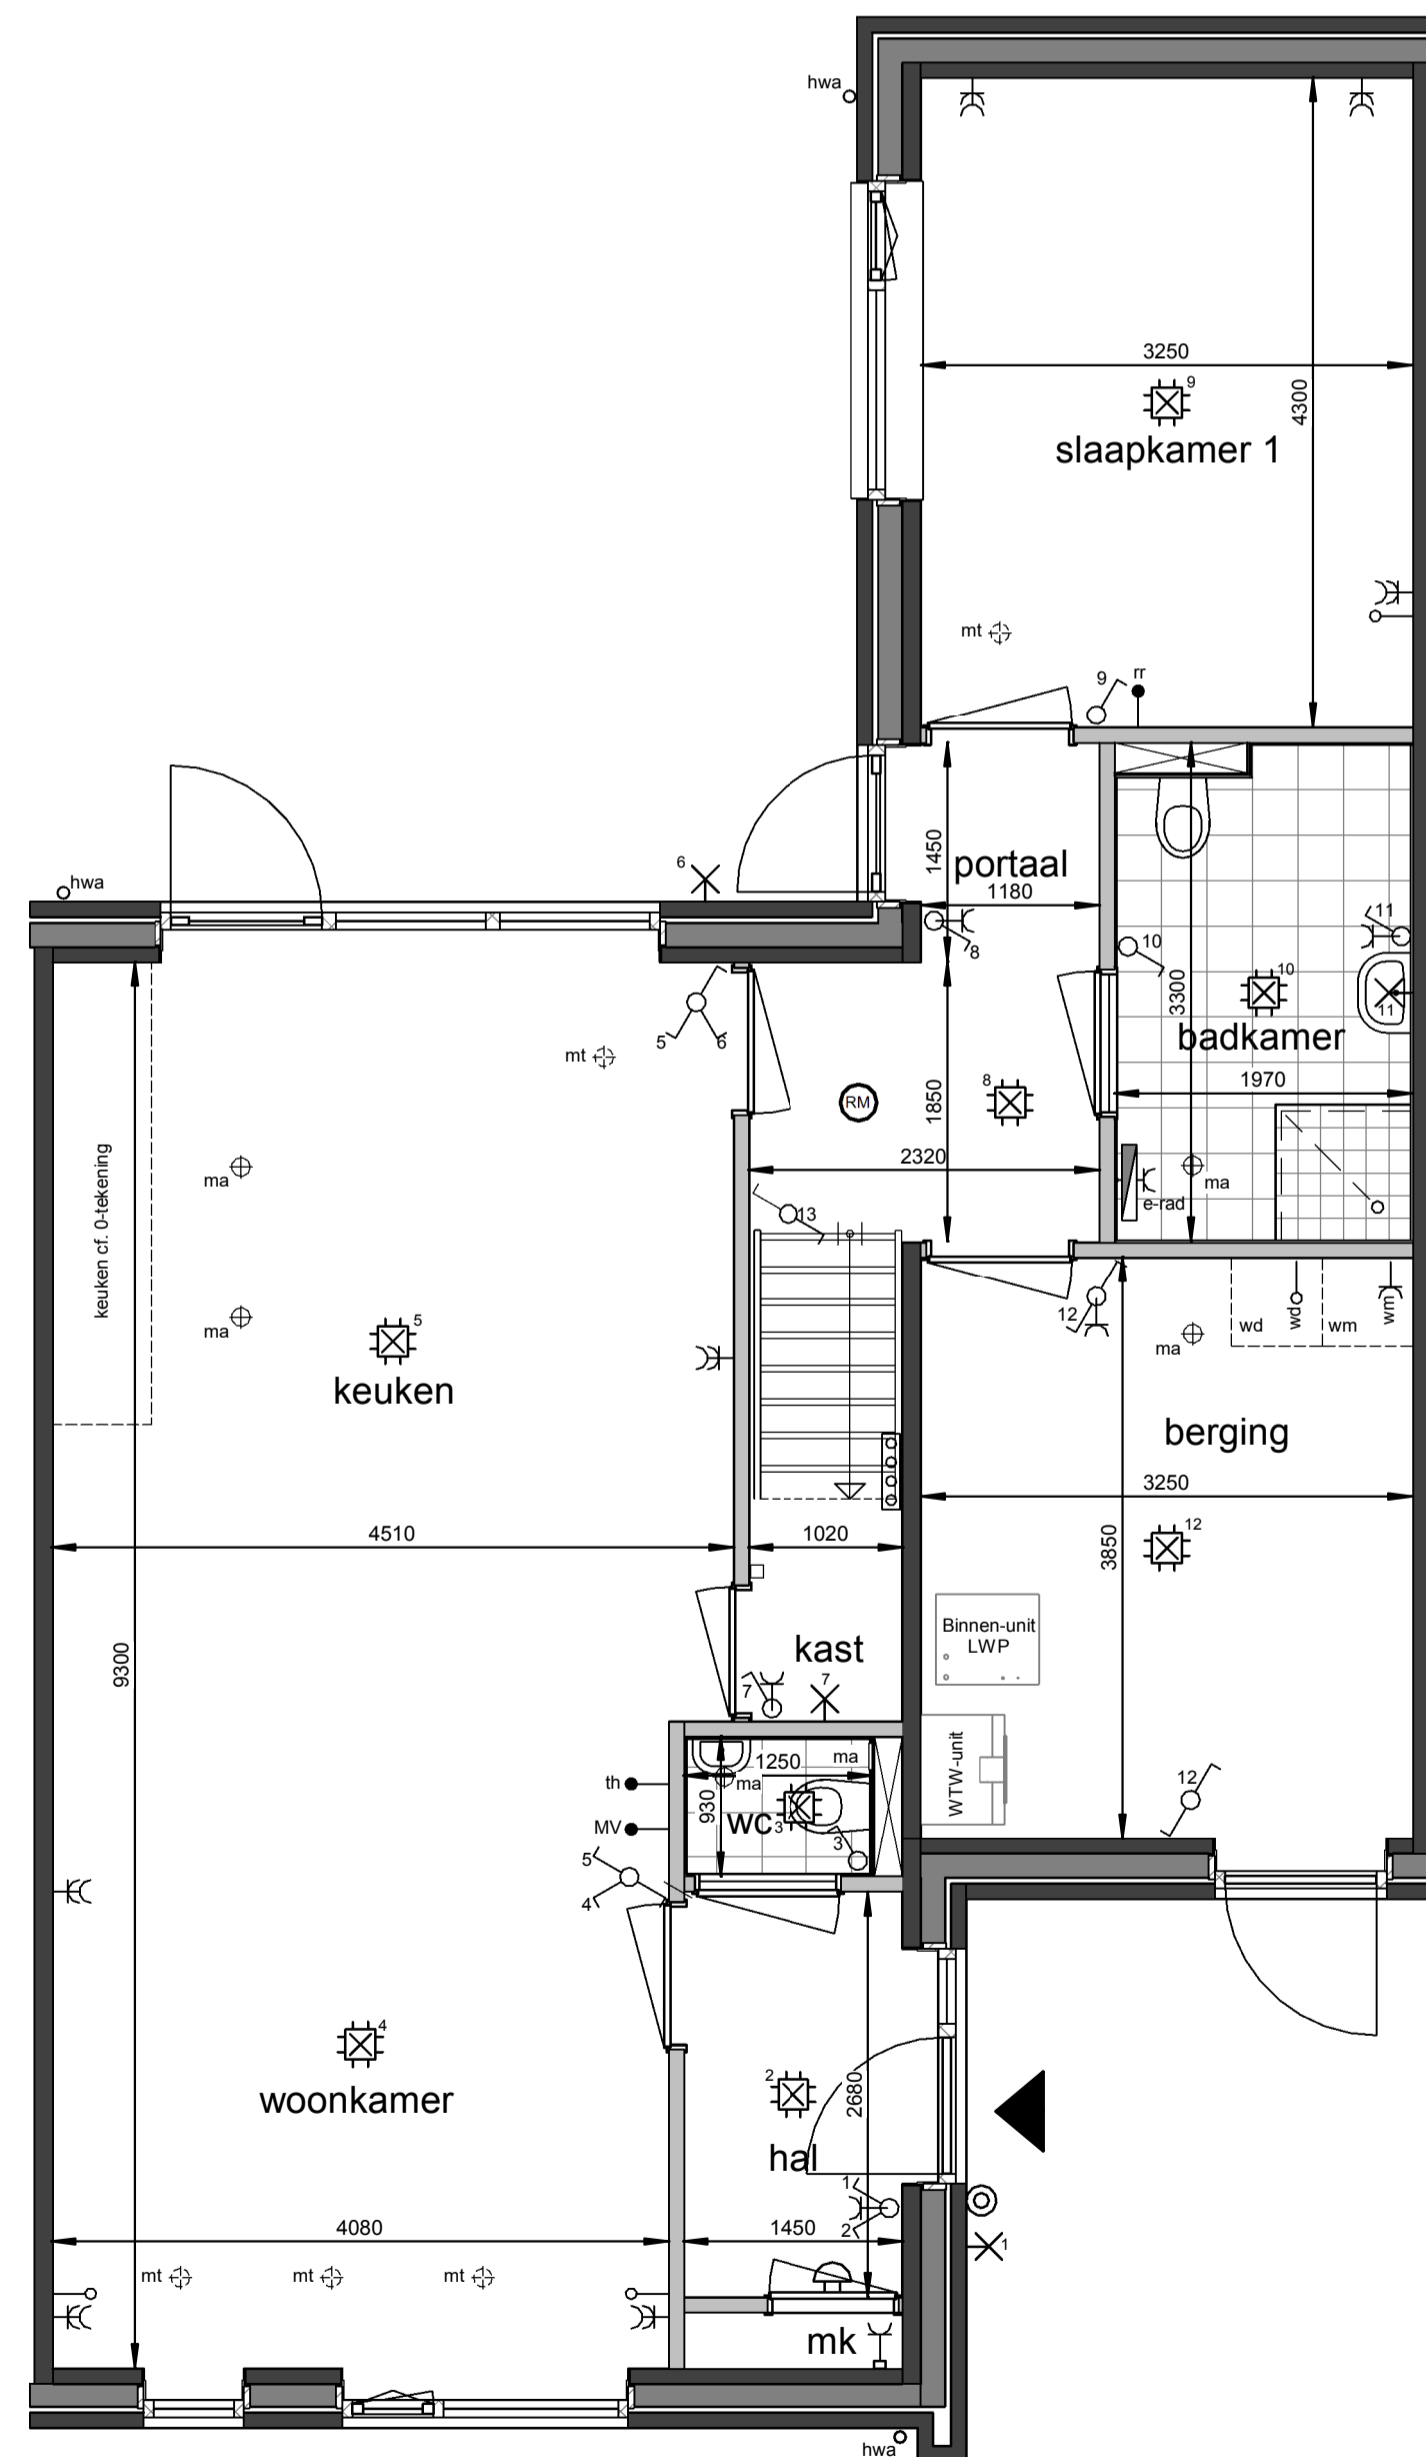 hwa
3250
9
4300
slaapkamer 1
mt
9
rr
hwa
6
1450
portaal
1180
8
10
11
3300
10
11
badkamer
1970
5
6
mt
RM
8
1850
2320
ma
e-rad
ma
keuken cf. 0-tekening
ma
13
12
wd
wd
wm
wm
ma
5
keuken
berging
3250
4510
1020
12
3850
9300
Binnen-unit
LWP
kast
7
7
WTW-unit
1250
ma
th
ma
930
wc
3
MV
3
12
5
4
4
woonkamer
2
2680
hal
1
2
4080
1450
1
mt
mt
mt
mk
hwa